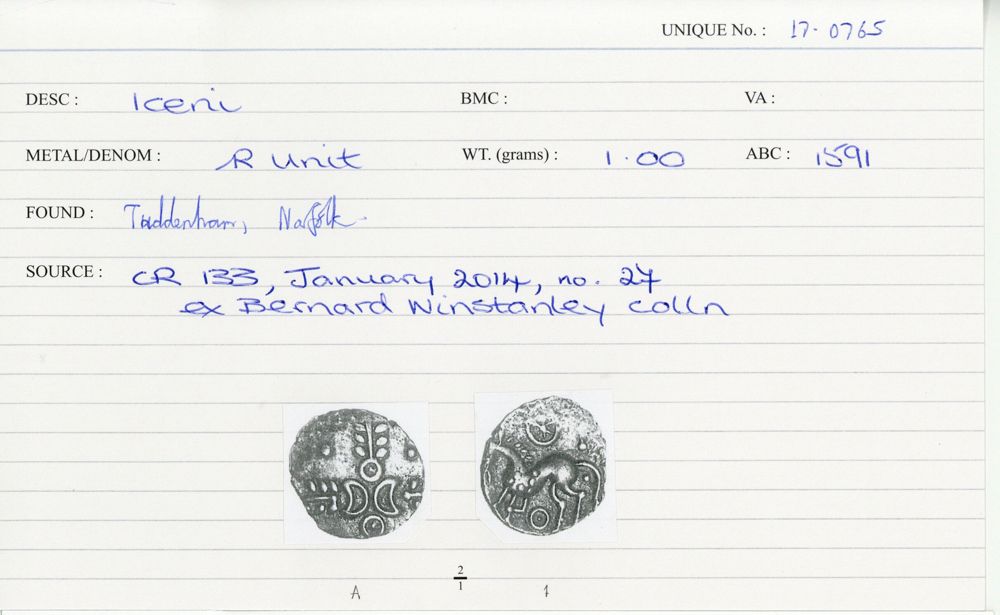 UNIQUE No. : 17-0765
DESC : Iceni BMC : VA :
METAL/DENOM : R Unit WT. (grams) : 1.00 ABC : 1591
FOUND : Tuddenham, Norfolk.
SOURCE : CR 133, January 2014, no. 27
ex Bernard Winstanley colln
2
1
A 1